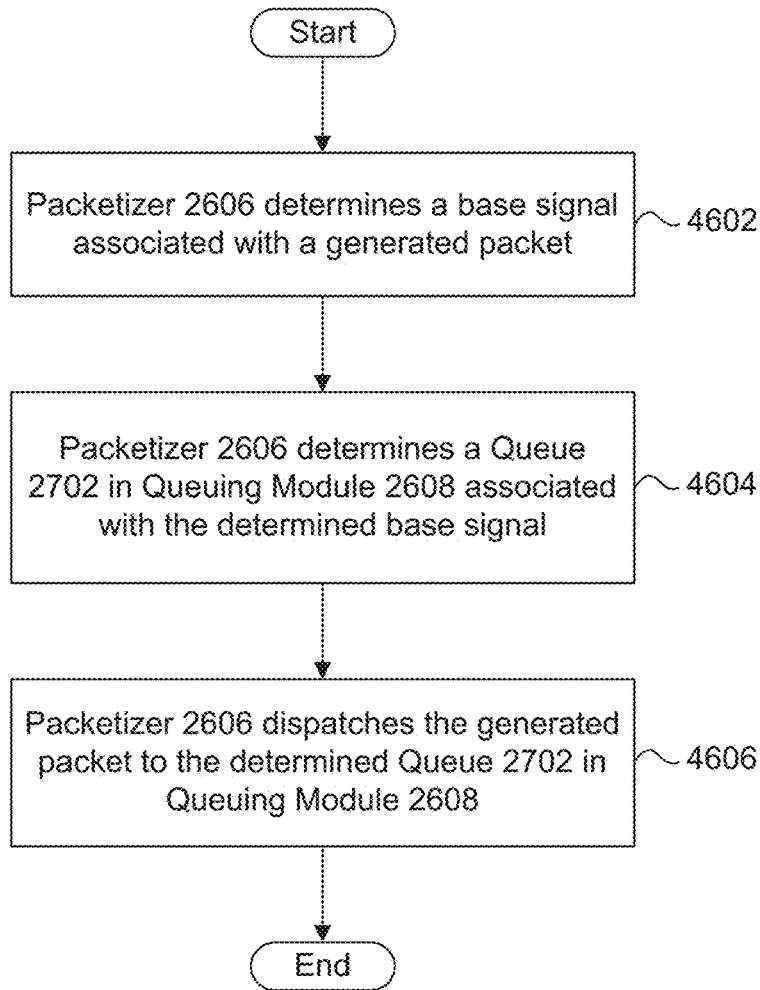 Start
Packetizer 2606 determines a base signal
associated with a generated packet
4602
Packetizer 2606 determines a Queue
2702 in Queuing Module 2608 associated
with the determined base signal
4604
Packetizer 2606 dispatches the generated
packet to the determined Queue 2702 in
Queuing Module 2608
4606
End